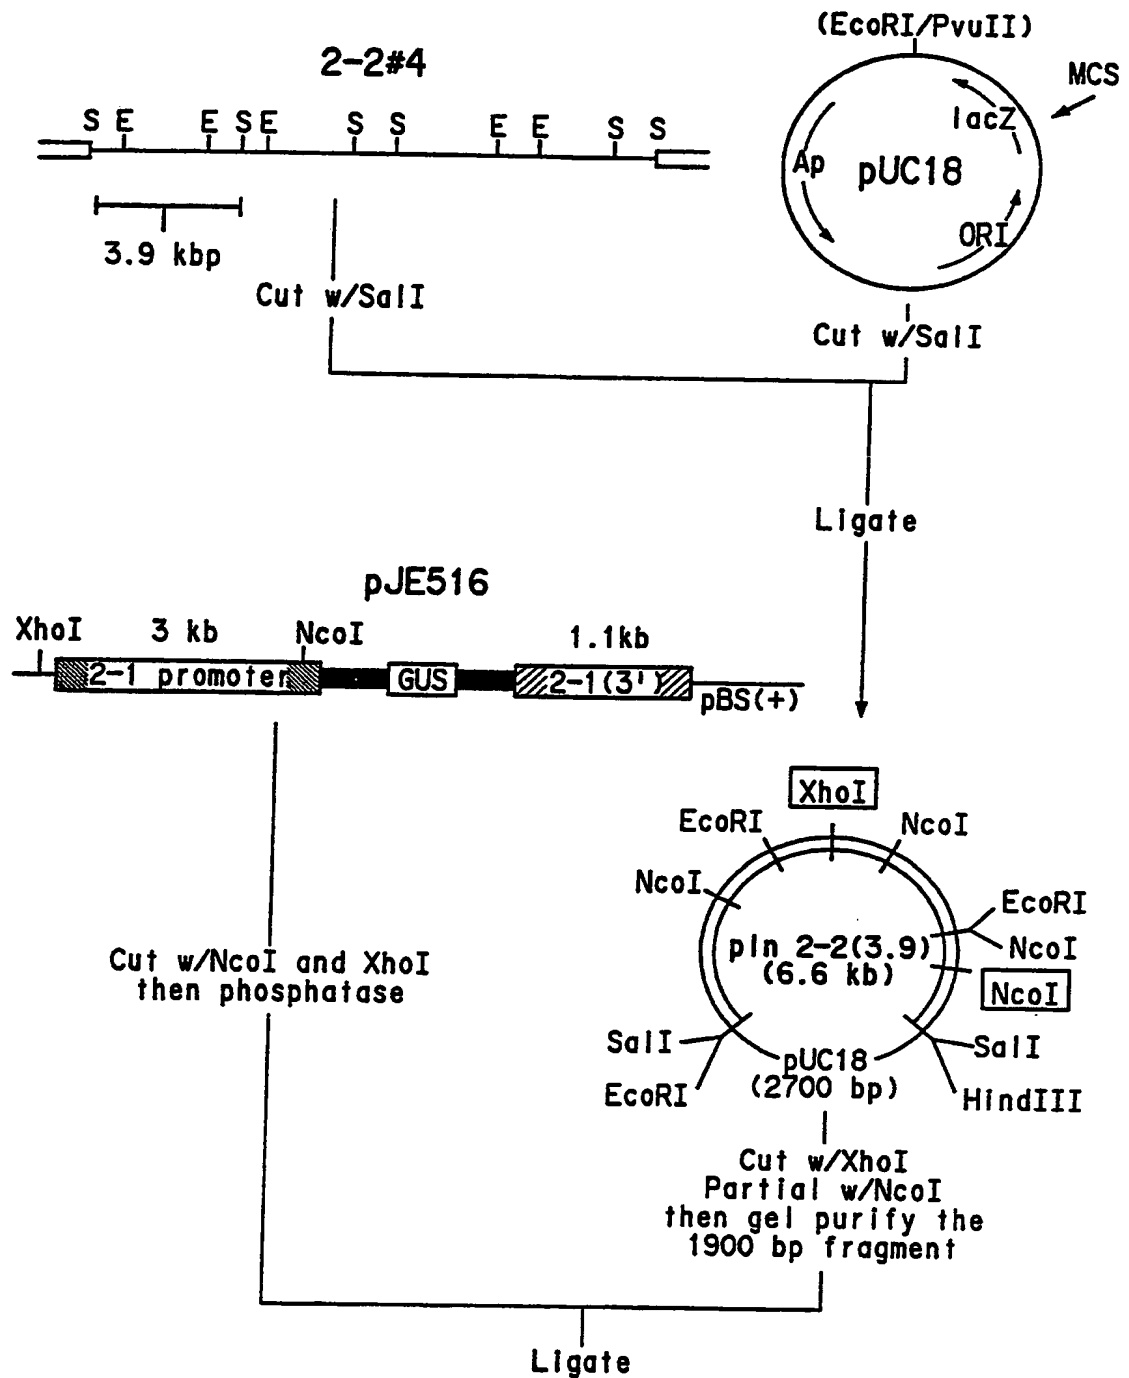 2-2#4
(EcoRI/PvuII)
MCS
lacZ
Ap
pUC18
ORI
S E E S E S S E E S S
3.9 kbp
Cut w/SalI
Cut w/SalI
Ligate
pJE516
XhoI 3 kb NcoI 1.1kb
2-1 promoter GUS 2-1(3')
pBS(+)
XhoI
EcoRI
NcoI
NcoI
EcoRI
NcoI
NcoI
pin 2-2(3.9)
(6.6 kb)
SalI
EcoRI
pUC18
(2700 bp)
SalI
HindIII
Cut w/NcoI and XhoI
then phosphatase
Cut w/XhoI
Partial w/NcoI
then gel purify the
1900 bp fragment
Ligate